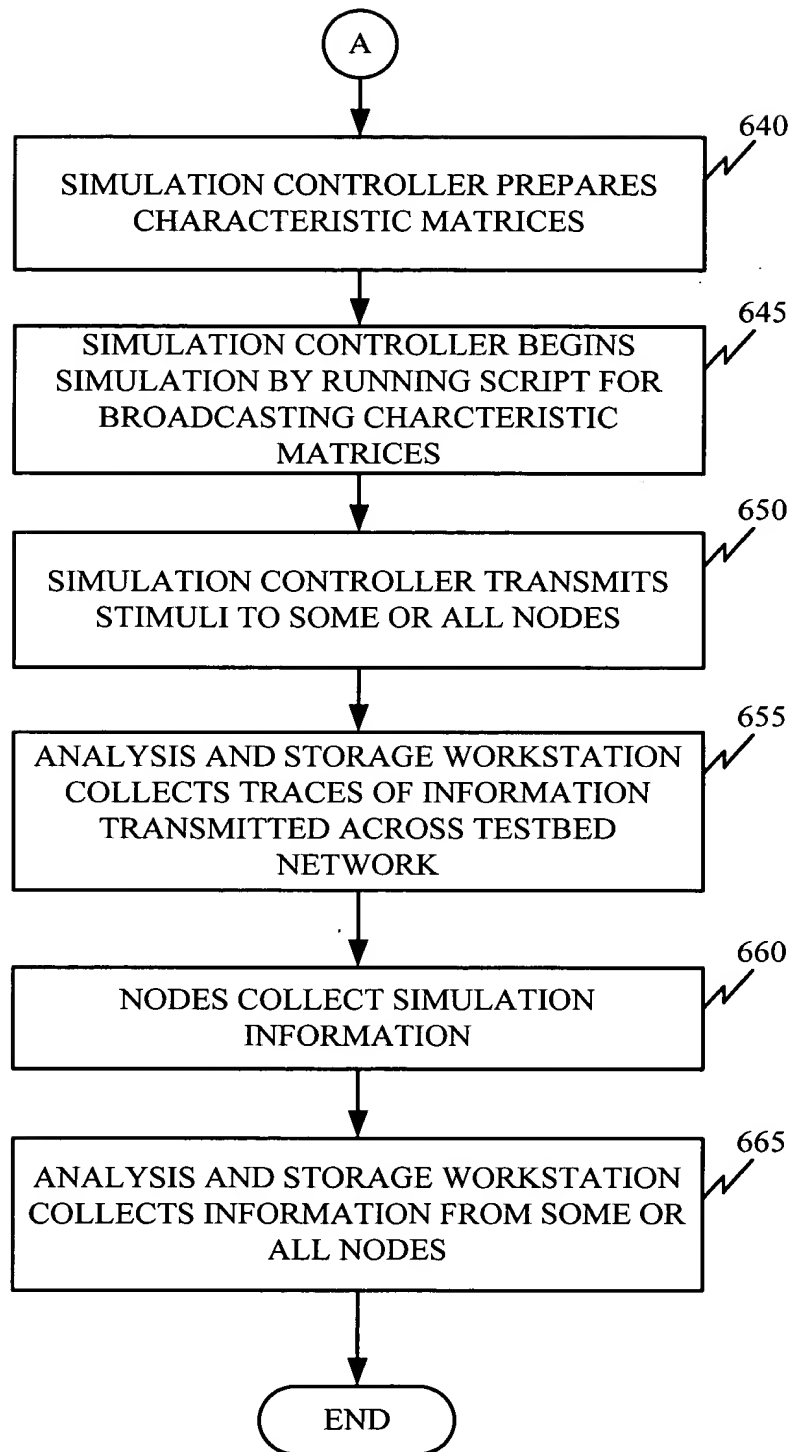 A
640
SIMULATION CONTROLLER PREPARES
CHARACTERISTIC MATRICES
645
SIMULATION CONTROLLER BEGINS
SIMULATION BY RUNNING SCRIPT FOR
BROADCASTING CHARCTERISTIC
MATRICES
650
SIMULATION CONTROLLER TRANSMITS
STIMULI TO SOME OR ALL NODES
655
ANALYSIS AND STORAGE WORKSTATION
COLLECTS TRACES OF INFORMATION
TRANSMITTED ACROSS TESTBED
NETWORK
660
NODES COLLECT SIMULATION
INFORMATION
665
ANALYSIS AND STORAGE WORKSTATION
COLLECTS INFORMATION FROM SOME OR
ALL NODES
END